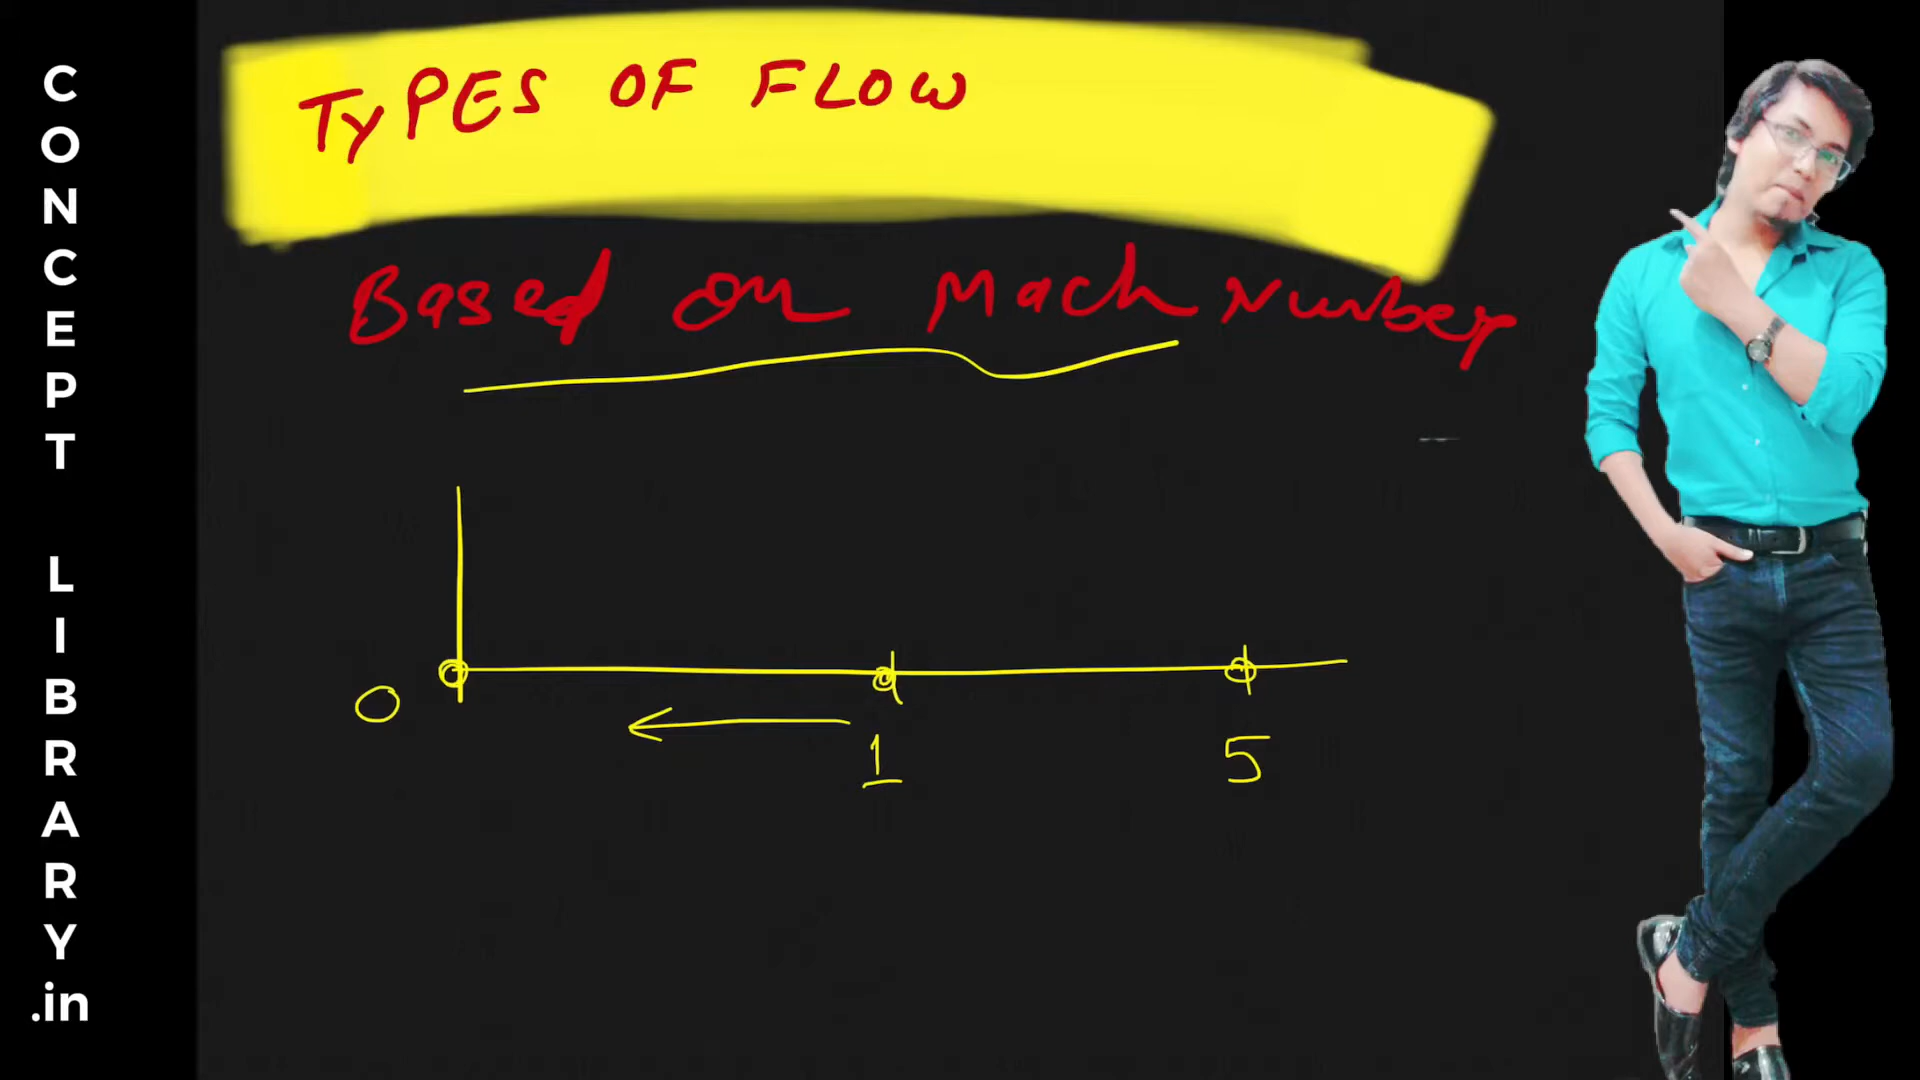 CONCEPT LIBRARY.in
TYPES OF FLOW
Based on Mach Number
0
1
5